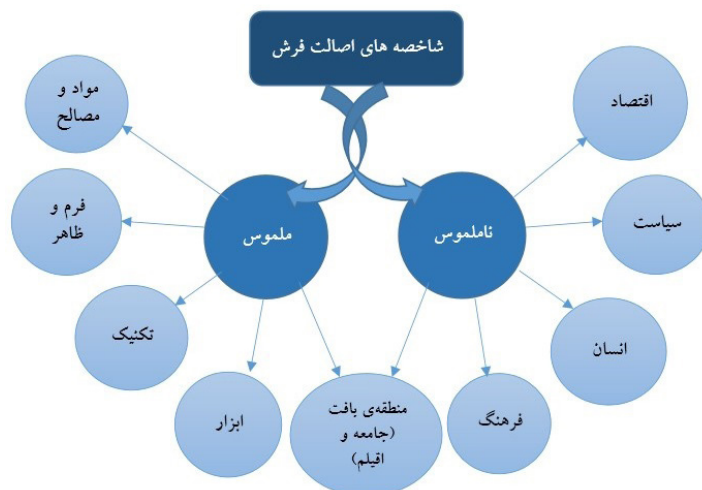 شاخصه های اصالت فرش
اقتصاد
سیاست
انسان
فرهنگ
ناملموس
ملموس
مواد و
مصالح
فرم و
ظاهر
تکنیک
ابزار
منطقه‌ی بافت
(جامعه و
اقیلم)